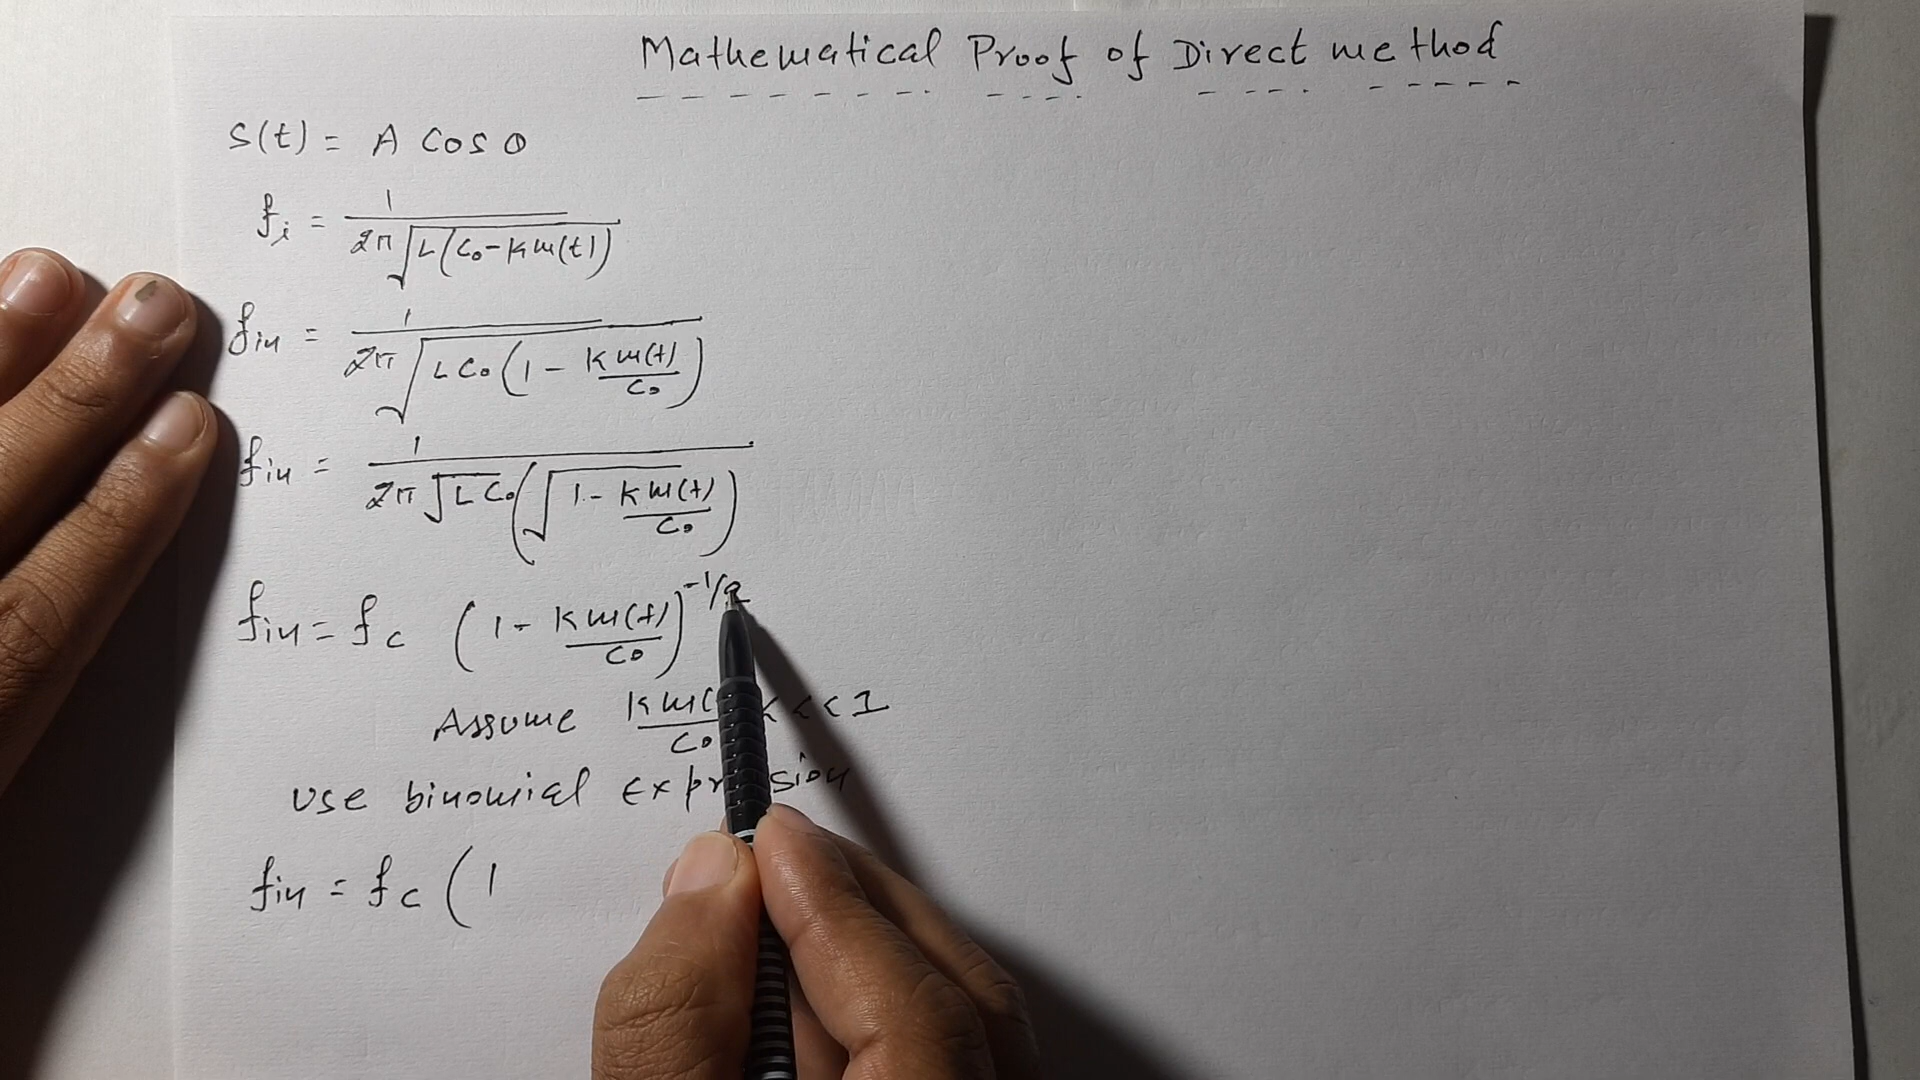 Mathematical Proof of Direct method
S(t) = A Cos θ
fi = 1 / 2π√L(C₀-Km(t))
fin = 1 / 2π√LC₀(1 - Km(t)/C₀)
fin = 1 / 2π√LC₀(√1 - Km(t)/C₀)
fin = fc (1 - Km(t)/C₀)^-1/2
Assume Km( / C₀ <<<1
Use binomial
fin = fc (1